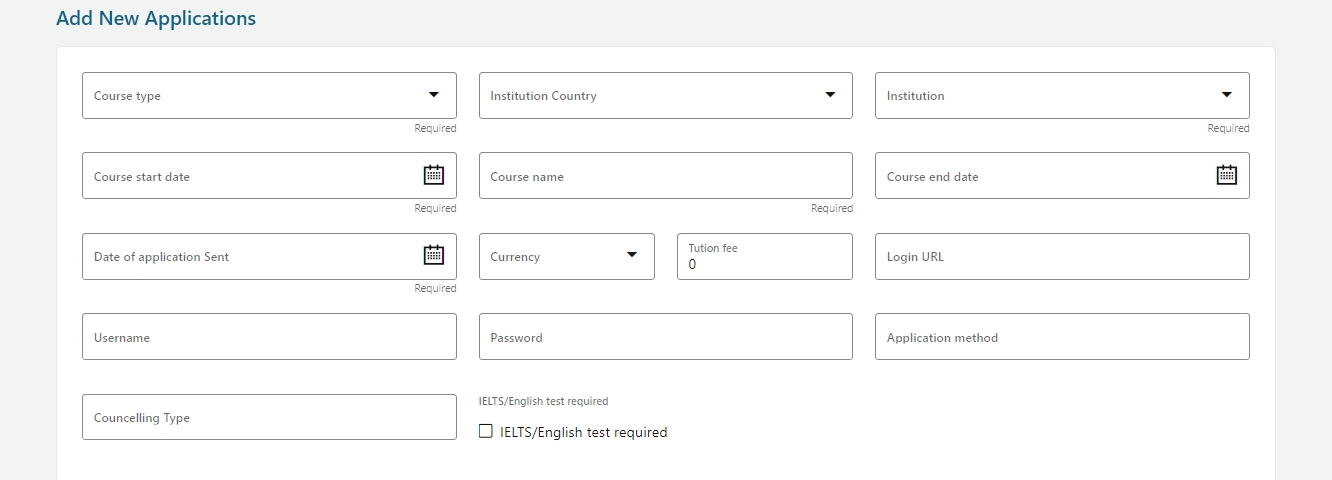 Add New Applications
Course type
Institution Country
Institution
Required
Required
Course start date
Course name
Course end date
Required
Required
Date of application Sent
Currency
Tution fee
0
Login URL
Required
Username
Password
Application method
Councelling Type
IELTS/English test required
IELTS/English test required